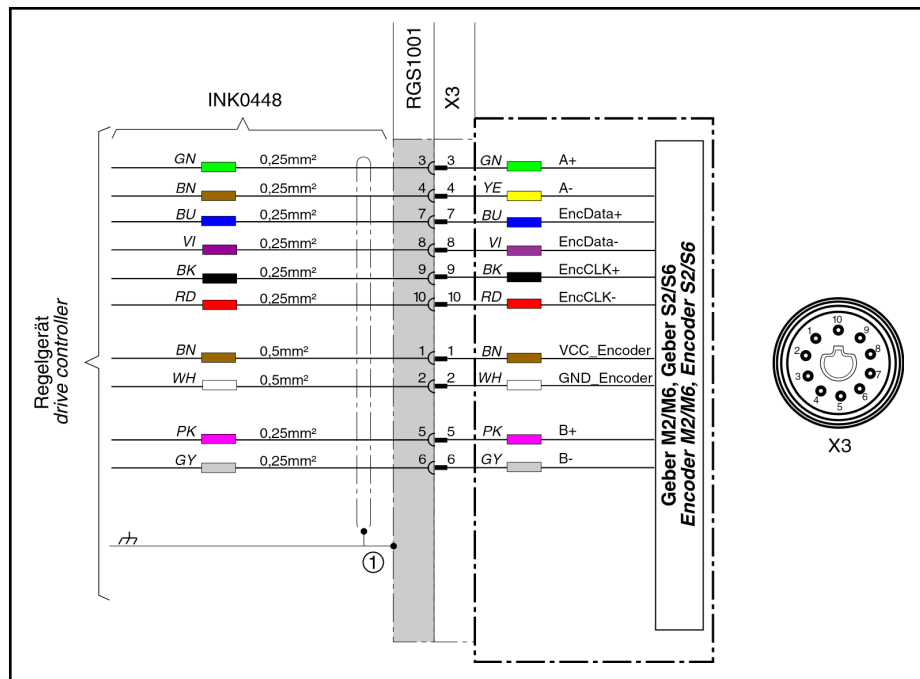 INK0448
RGS1001
X3
Regelgerät
drive controller
GN 0,25mm² 3 3 GN A+
BN 0,25mm² 4 4 YE A-
BU 0,25mm² 7 7 BU EncData+
VI 0,25mm² 8 8 VI EncData-
BK 0,25mm² 9 9 BK EncCLK+
RD 0,25mm² 10 10 RD EncCLK-
BN 0,5mm² 1 1 BN VCC_Encoder
WH 0,5mm² 2 2 WH GND_Encoder
PK 0,25mm² 5 5 PK B+
GY 0,25mm² 6 6 GY B-
1
Geber M2/M6, Geber S2/S6
Encoder M2/M6, Encoder S2/S6
10
1 9
2 8
3 7
4 6
5
X3